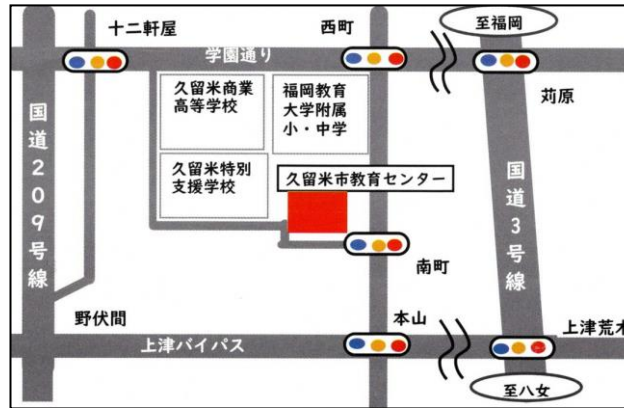 至福岡
十二軒屋
西町
学園通り
苅原
久留米商業
高等学校
福岡教育
大学附属
小・中学
久留米特別
支援学校
久留米市教育センター
国道209号線
国道3号線
南町
野伏間
本山
上津荒木
上津バイパス
至八女